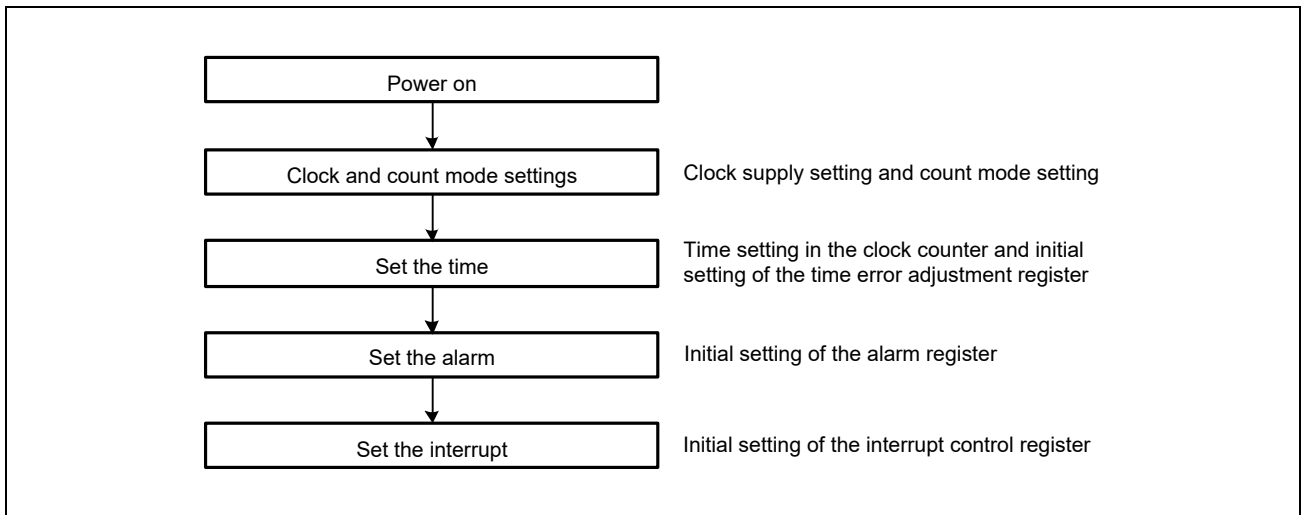 Power on
Clock and count mode settings
Clock supply setting and count mode setting
Set the time
Time setting in the clock counter and initial
setting of the time error adjustment register
Set the alarm
Initial setting of the alarm register
Set the interrupt
Initial setting of the interrupt control register